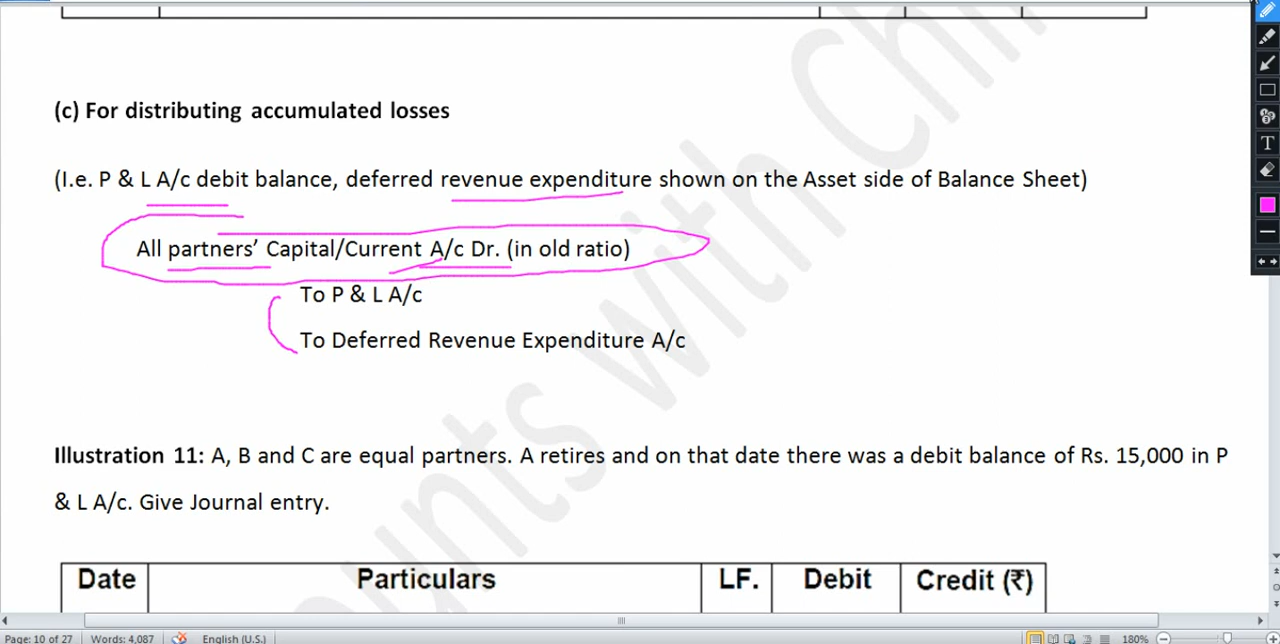 (c) For distributing accumulated losses
(I.e. P & L A/c debit balance, deferred revenue expenditure shown on the Asset side of Balance Sheet)
All partners’ Capital/Current A/c Dr. (in old ratio)
To P & L A/c
To Deferred Revenue Expenditure A/c
Illustration 11: A, B and C are equal partners. A retires and on that date there was a debit balance of Rs. 15,000 in P
& L A/c. Give Journal entry.
Date Particulars LF. Debit Credit (₹)
Page: 10 of 27 Words: 4,087 English (U.S.) 180%
ounts with Chi
T